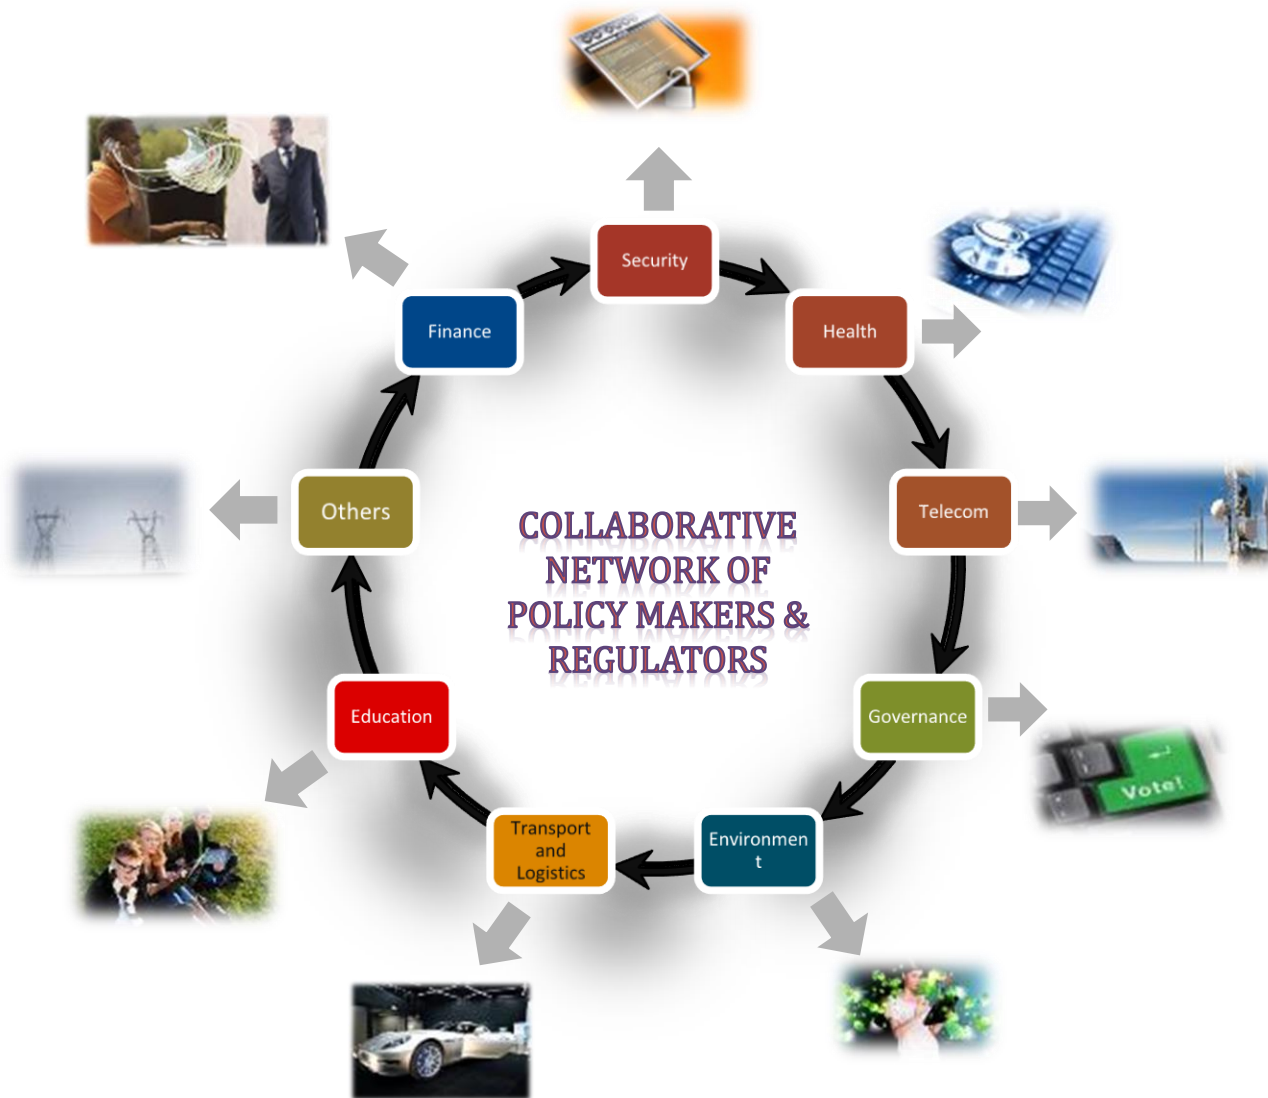 Security
Health
Finance
Telecom
Others
COLLABORATIVE
NETWORK OF
POLICY MAKERS &
REGULATORS
Governance
Education
Vote!
Transport
and
Logistics
Environmen
t